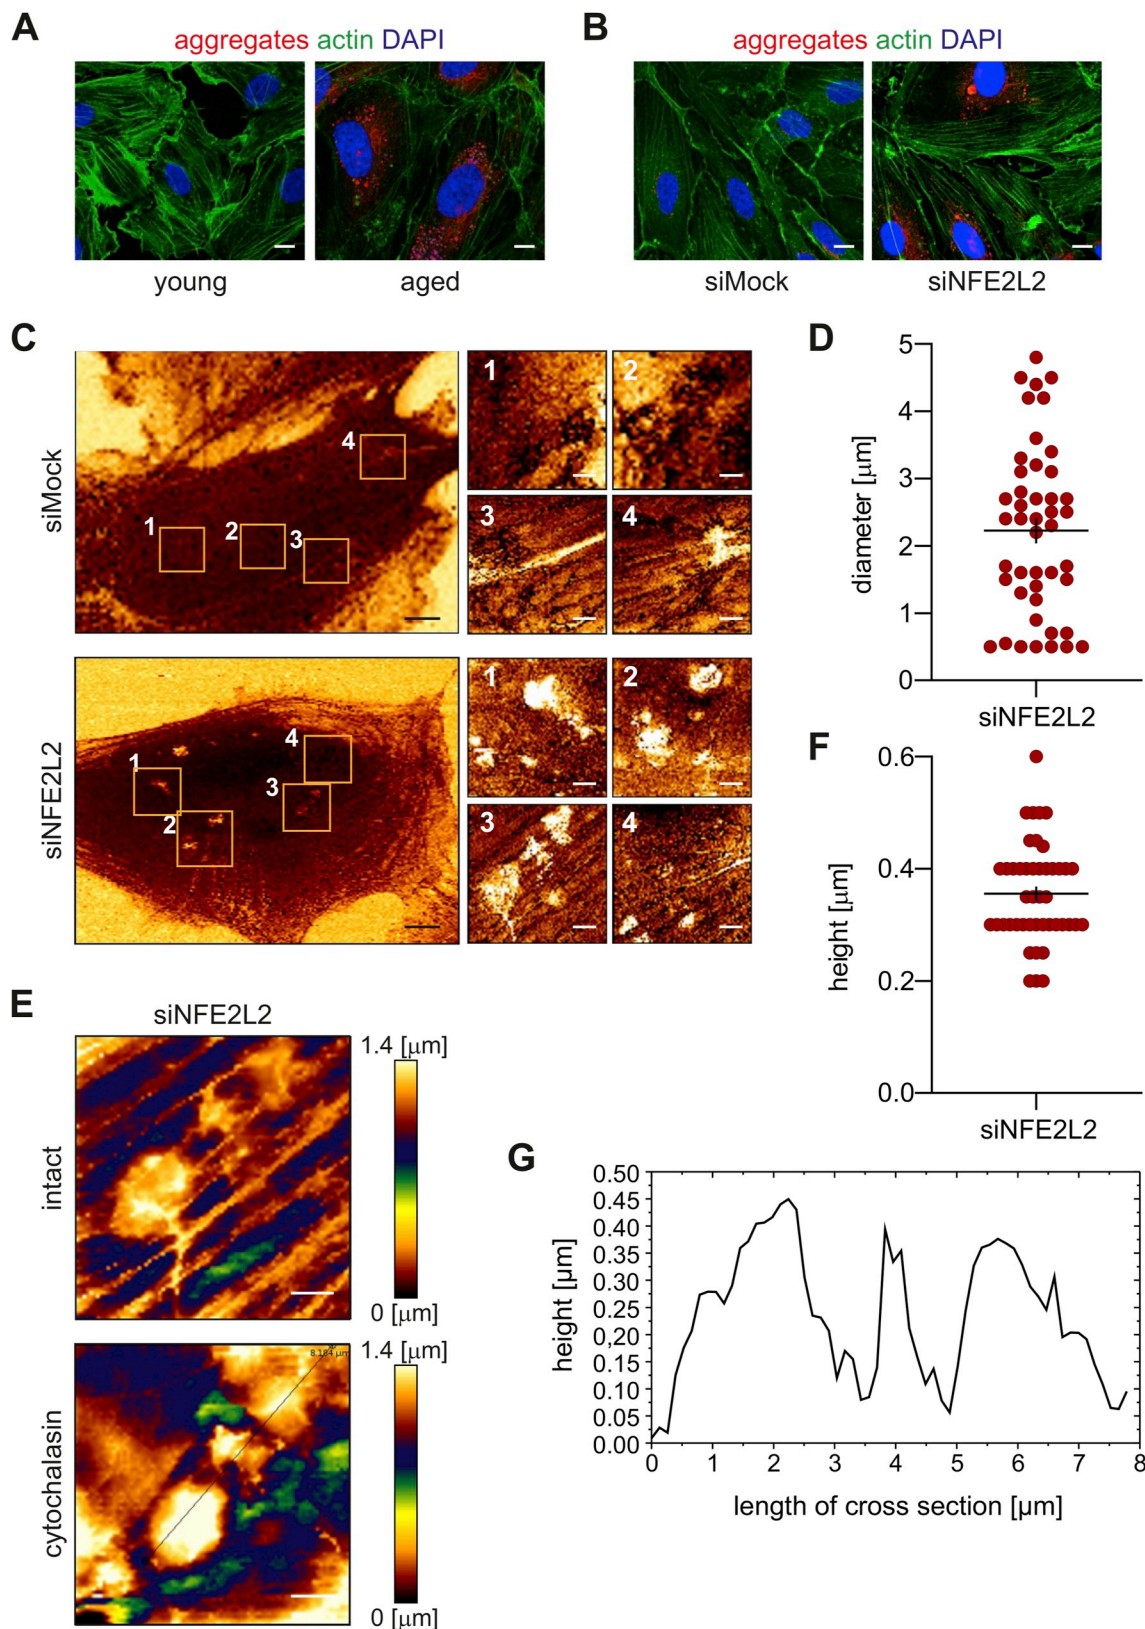 A
aggregates actin DAPI
young
aged
B
aggregates actin DAPI
siMock
siNFE2L2
C
siMock
1
2
3
4
1
2
3
4
siNFE2L2
1
2
3
4
1
2
3
4
D
diameter [µm]
5
4
3
2
1
0
siNFE2L2
F
height [µm]
0.6
0.4
0.2
0.0
siNFE2L2
E
siNFE2L2
intact
1.4 [µm]
0 [µm]
cytochalasin
8.184 µm
1.4 [µm]
0 [µm]
G
height [µm]
0.50
0.45
0.40
0.35
0.30
0.25
0,20
0.15
0.10
0.05
0.00
0 1 2 3 4 5 6 7 8
length of cross section [µm]